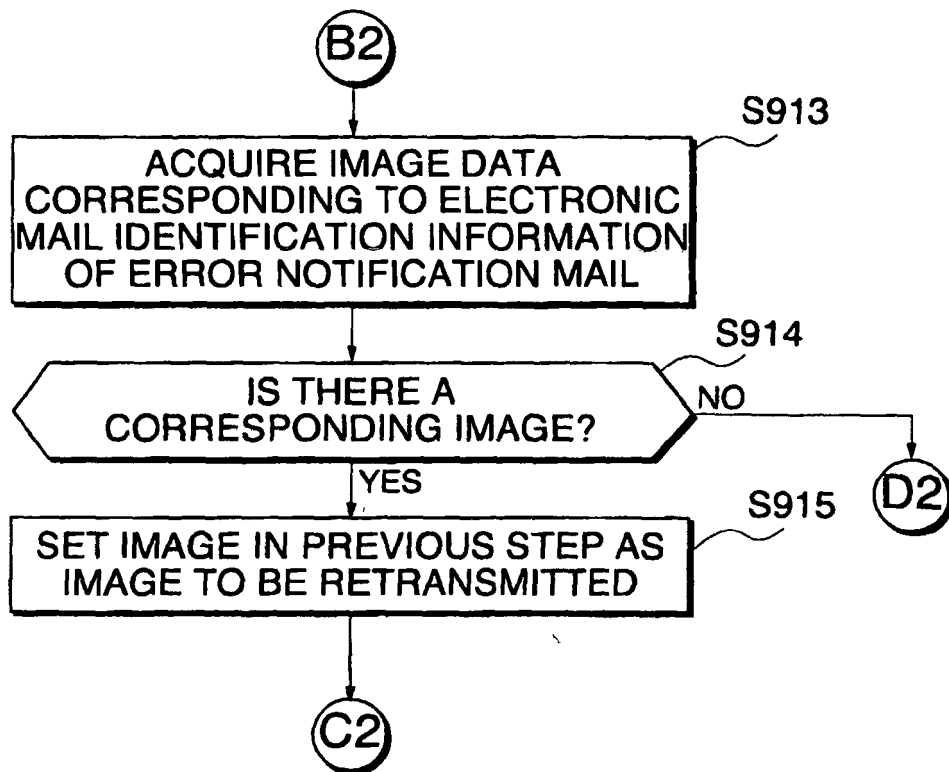 B2
S913
ACQUIRE IMAGE DATA
CORRESPONDING TO ELECTRONIC
MAIL IDENTIFICATION INFORMATION
OF ERROR NOTIFICATION MAIL
S914
IS THERE A
CORRESPONDING IMAGE?
NO
YES
D2
S915
SET IMAGE IN PREVIOUS STEP AS
IMAGE TO BE RETRANSMITTED
C2